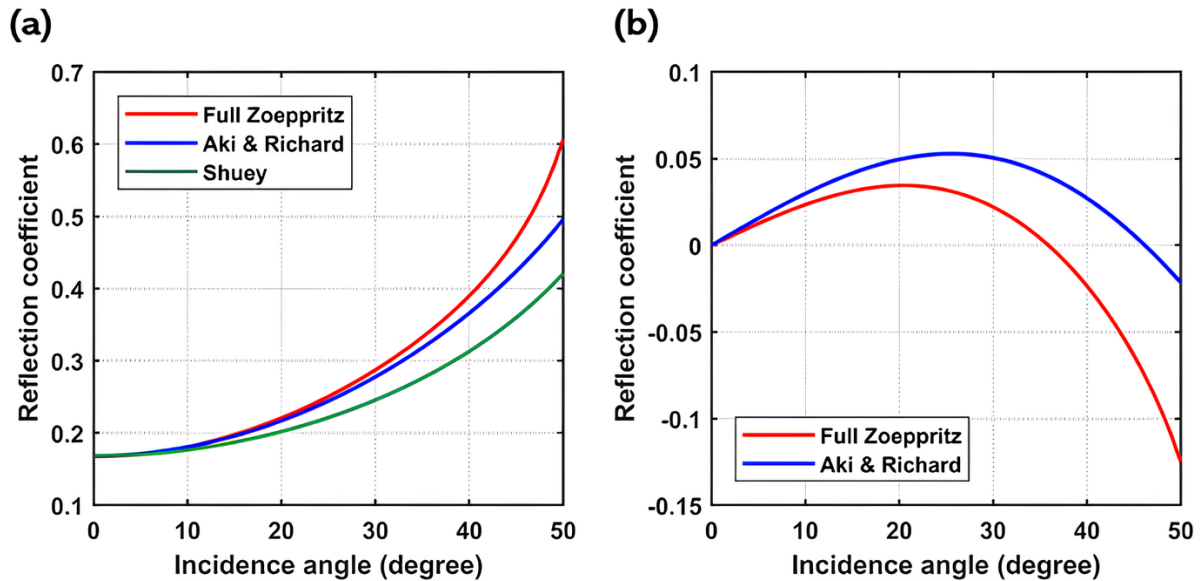 (a)
Reflection coefficient
0.7
0.6
0.5
0.4
0.3
0.2
0.1
Full Zoeppritz
Aki & Richard
Shuey
0 10 20 30 40 50
Incidence angle (degree)
(b)
Reflection coefficient
0.1
0.05
0
-0.05
-0.1
-0.15
Full Zoeppritz
Aki & Richard
0 10 20 30 40 50
Incidence angle (degree)